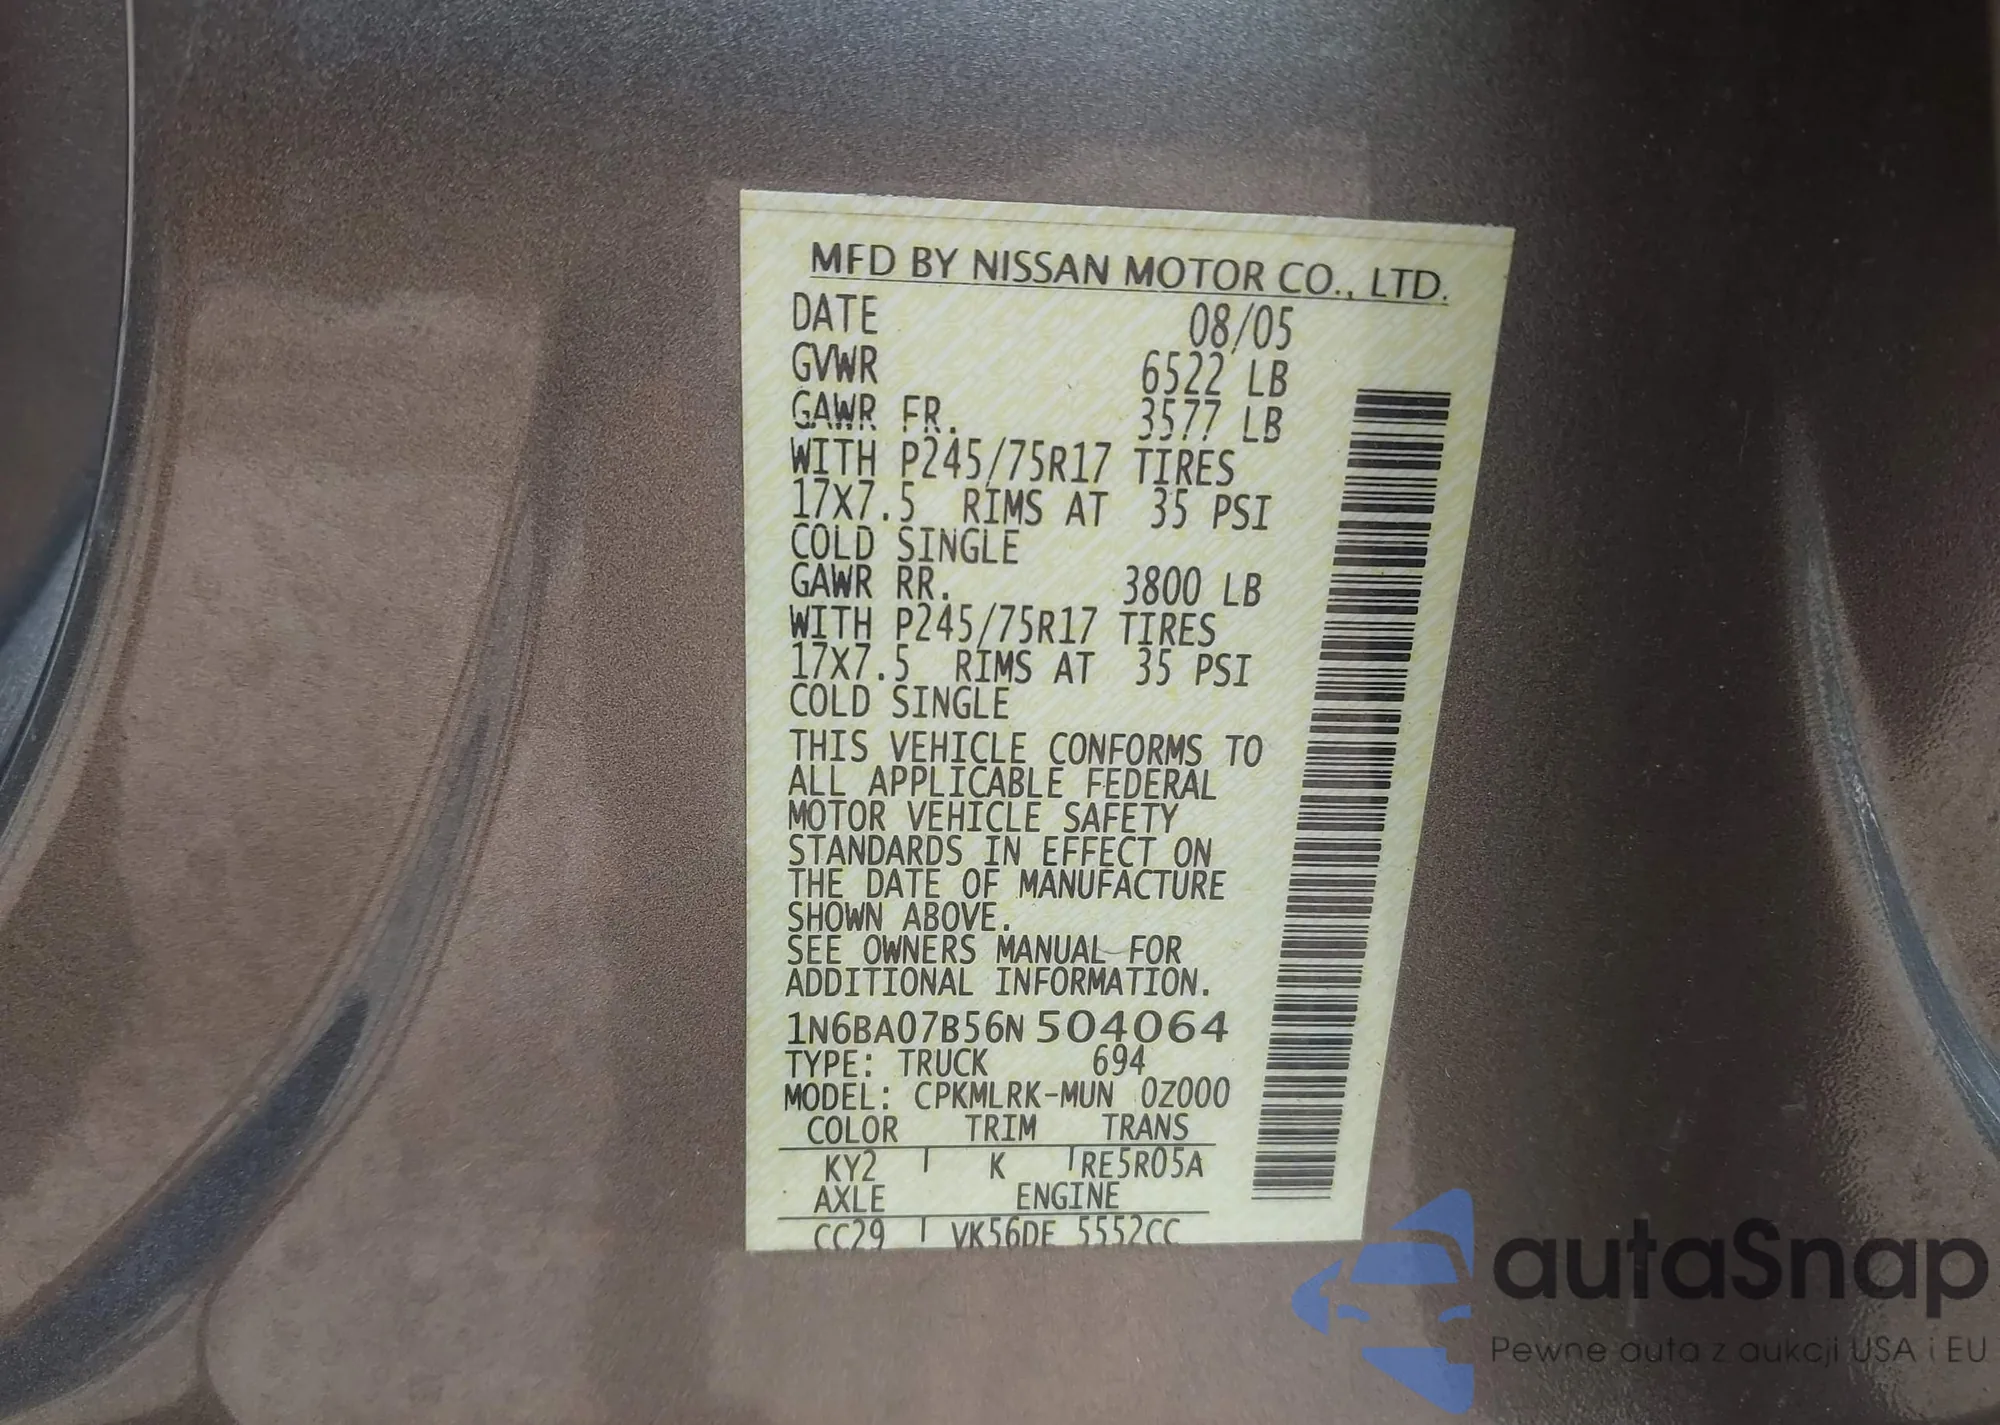 MFD BY NISSAN MOTOR CO., LTD.
DATE 08/05
GVWR 6522 LB
GAWR FR. 3577 LB
WITH P245/75R17 TIRES
17X7.5 RIMS AT 35 PSI
COLD SINGLE
GAWR RR. 3800 LB
WITH P245/75R17 TIRES
17X7.5 RIMS AT 35 PSI
COLD SINGLE
THIS VEHICLE CONFORMS TO
ALL APPLICABLE FEDERAL
MOTOR VEHICLE SAFETY
STANDARDS IN EFFECT ON
THE DATE OF MANUFACTURE
SHOWN ABOVE.
SEE OWNERS MANUAL FOR
ADDITIONAL INFORMATION.
1N6BA07B56N 504064
TYPE: TRUCK 694
MODEL: CPKMLRK-MUN 0Z000
COLOR TRIM TRANS
KY2 K RE5R05A
AXLE ENGINE
CC29 VK56DE 5552CC
autaSnap
Pewne auta z aukcji USA i EU